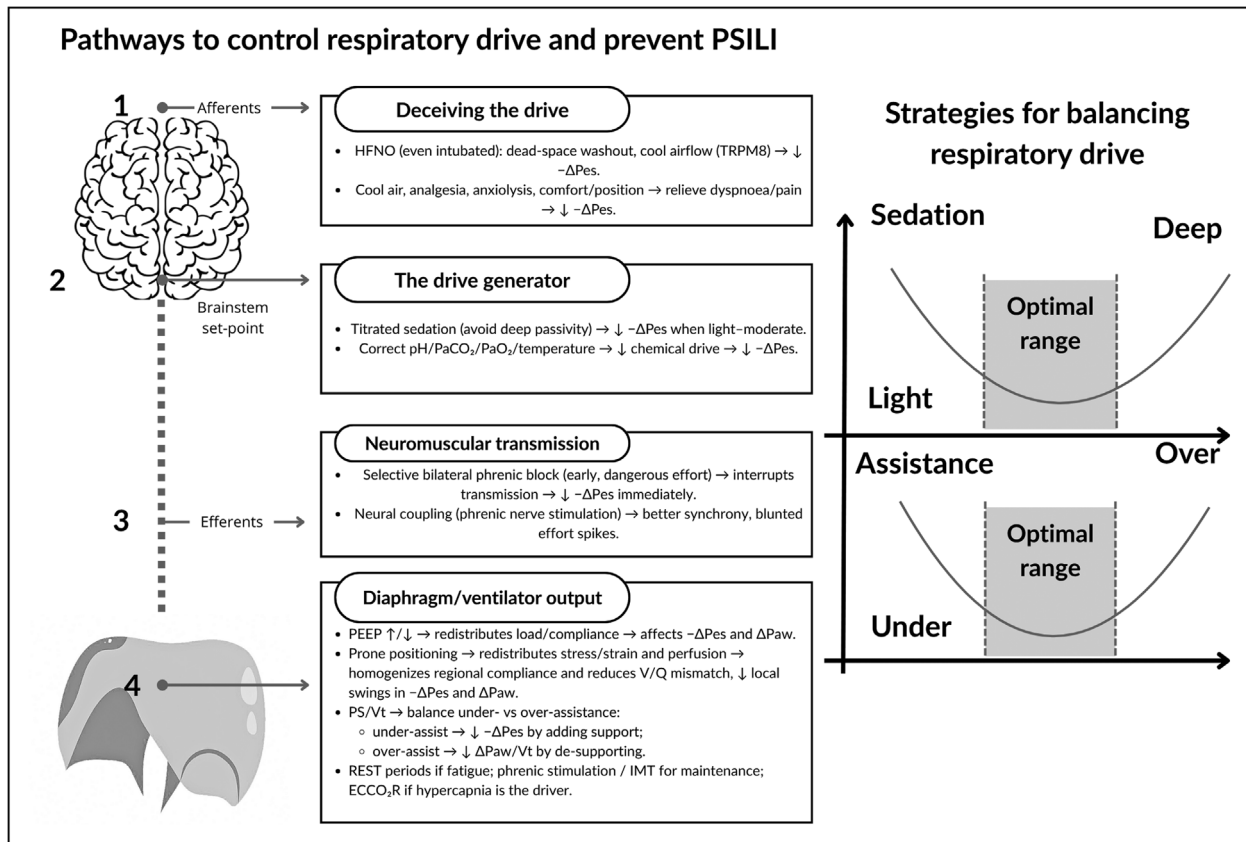 Pathways to control respiratory drive and prevent PSILI
1
Afferents
Deceiving the drive
• HFNO (even intubated): dead-space washout, cool airflow (TRPM8) → ↓
−ΔPes.
• Cool air, analgesia, anxiolysis, comfort/position → relieve dyspnoea/pain
→ ↓ −ΔPes.
2
Brainstem
set-point
The drive generator
• Titrated sedation (avoid deep passivity) → ↓ −ΔPes when light–moderate.
• Correct pH/PaCO₂/PaO₂/temperature → ↓ chemical drive → ↓ −ΔPes.
3
Efferents
Neuromuscular transmission
• Selective bilateral phrenic block (early, dangerous effort) → interrupts
transmission → ↓ −ΔPes immediately.
• Neural coupling (phrenic nerve stimulation) → better synchrony, blunted
effort spikes.
4
Diaphragm/ventilator output
• PEEP ↑/↓ → redistributes load/compliance → affects −ΔPes and ΔPaw.
• Prone positioning → redistributes stress/strain and perfusion →
homogenizes regional compliance and reduces V/Q mismatch, ↓ local
swings in −ΔPes and ΔPaw.
• PS/Vt → balance under- vs over-assistance:
◦ under-assist → ↓ −ΔPes by adding support;
◦ over-assist → ↓ ΔPaw/Vt by de-supporting.
• REST periods if fatigue; phrenic stimulation / IMT for maintenance;
ECCO₂R if hypercapnia is the driver.
Strategies for balancing
respiratory drive
Sedation
Deep
Optimal
range
Light
Assistance
Over
Optimal
range
Under